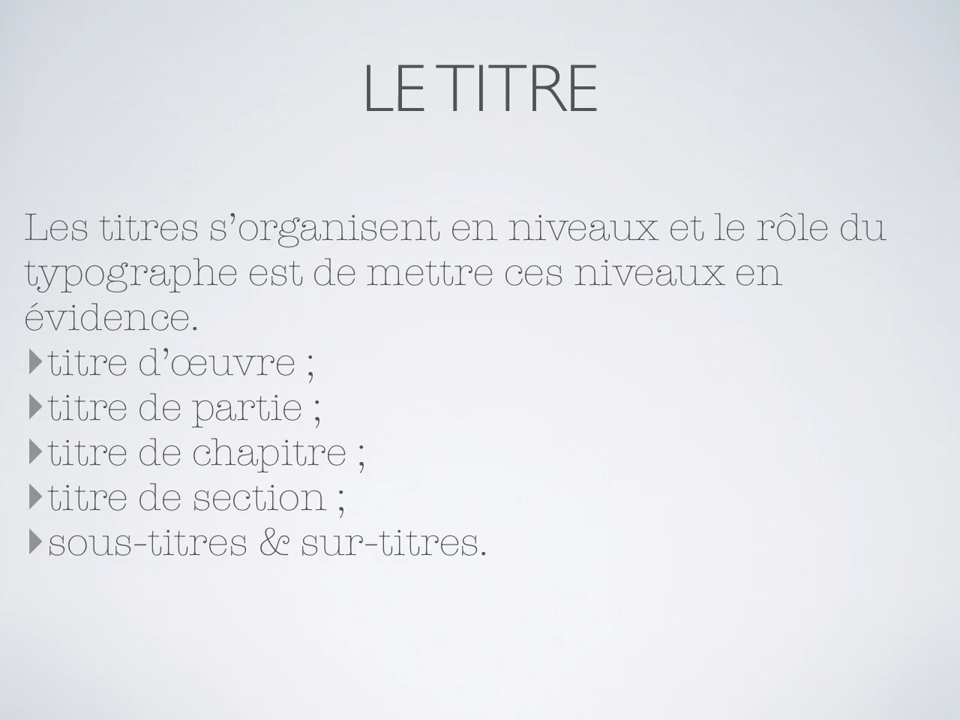 LE TITRE
Les titres s’organisent en niveaux et le rôle du
typographe est de mettre ces niveaux en
évidence.
‣titre d’œuvre ;
‣titre de partie ;
‣titre de chapitre ;
‣titre de section ;
‣sous-titres & sur-titres.